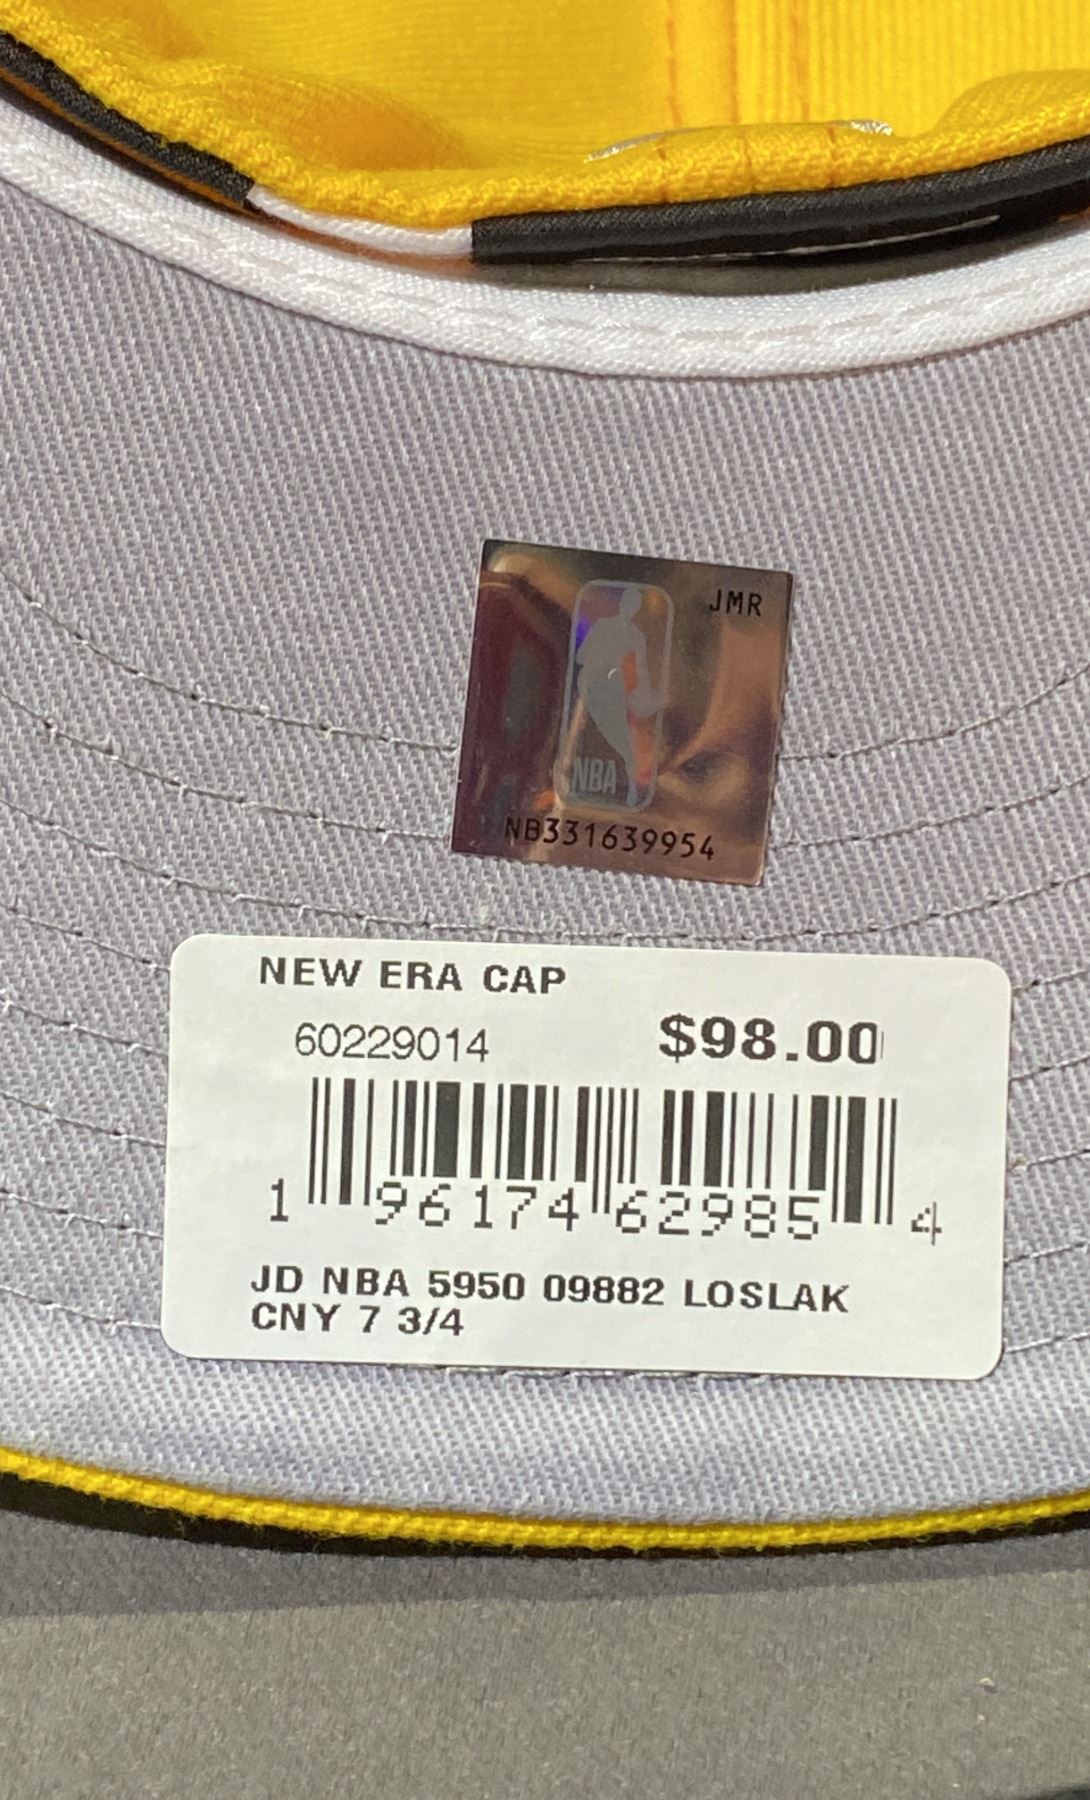 JMR
NBA
NB331639954
NEW ERA CAP
60229014 $98.00
1 96174 62985 4
JD NBA 5950 09882 LOSLAK
CNY 7 3/4